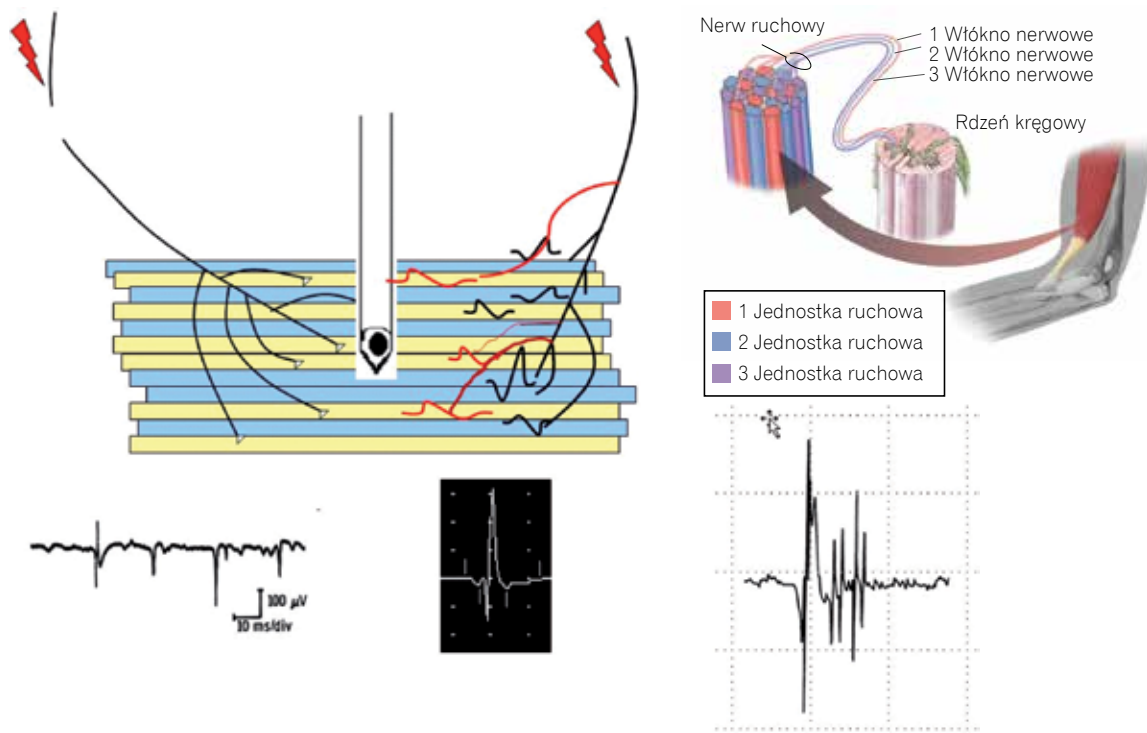 Nerw ruchowy
1 Włókno nerwowe
2 Włókno nerwowe
3 Włókno nerwowe
Rdzeń kręgowy
1 Jednostka ruchowa
2 Jednostka ruchowa
3 Jednostka ruchowa
100 µV
10 ms/div